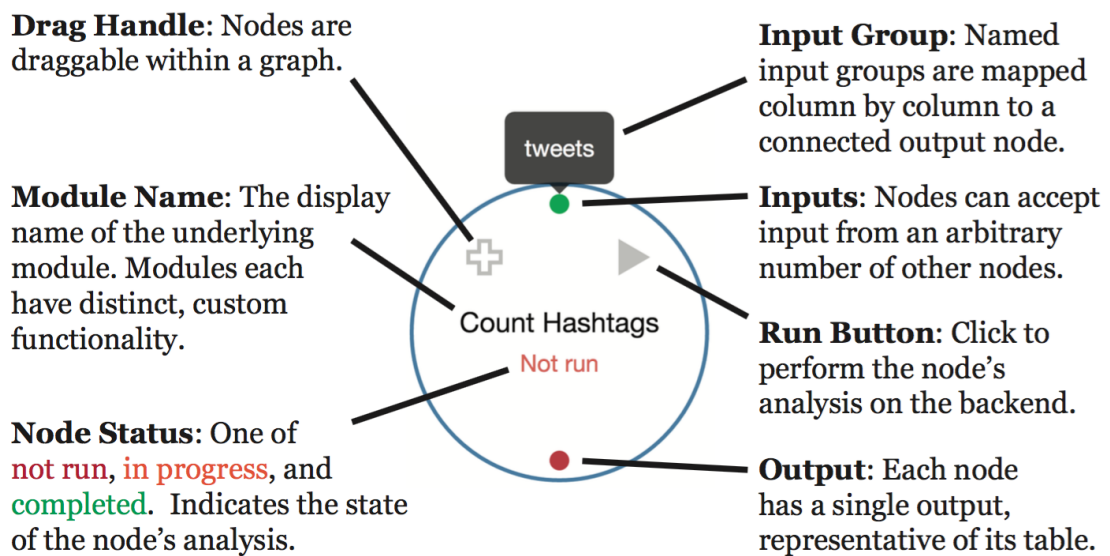 Drag Handle: Nodes are
draggable within a graph.
Module Name: The display
name of the underlying
module. Modules each
have distinct, custom
functionality.
Node Status: One of
not run, in progress, and
completed.  Indicates the state
of the node’s analysis.
tweets
Count Hashtags
Not run
Input Group: Named
input groups are mapped
column by column to a
connected output node.
Inputs: Nodes can accept
input from an arbitrary
number of other nodes.
Run Button: Click to
perform the node’s
analysis on the backend.
Output: Each node
has a single output,
representative of its table.